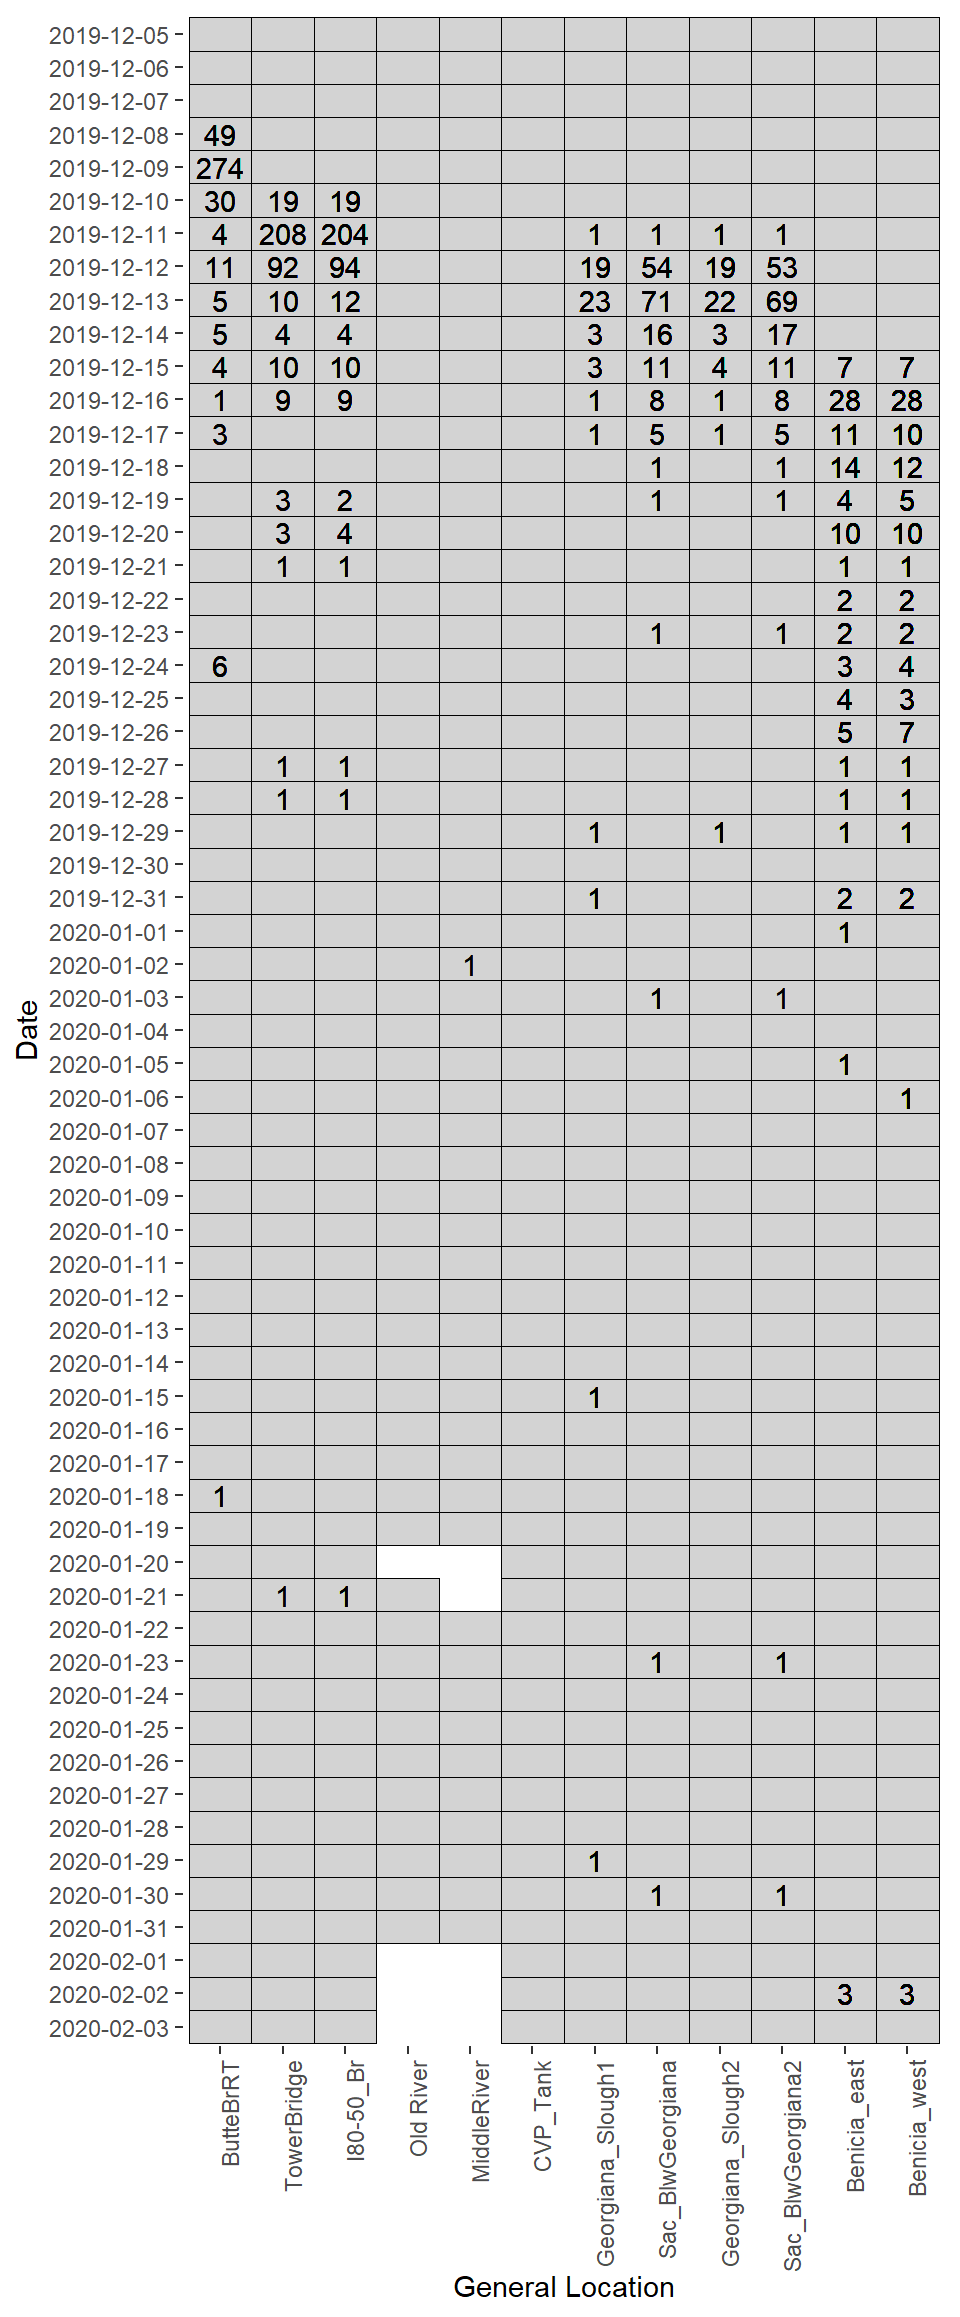 2019-12-05
2019-12-06
2019-12-07
2019-12-08 49
2019-12-09 274
2019-12-10 30 19 19
2019-12-11 4 208 204 1 1 1 1
2019-12-12 11 92 94 19 54 19 53
2019-12-13 5 10 12 23 71 22 69
2019-12-14 5 4 4 3 16 3 17
2019-12-15 4 10 10 3 11 4 11 7 7
2019-12-16 1 9 9 1 8 1 8 28 28
2019-12-17 3 1 5 1 5 11 10
2019-12-18 1 1 14 12
2019-12-19 3 2 1 1 4 5
2019-12-20 3 4 10 10
2019-12-21 1 1 1 1
2019-12-22 2 2
2019-12-23 1 1 2 2
2019-12-24 6 3 4
2019-12-25 4 3
2019-12-26 5 7
2019-12-27 1 1 1 1
2019-12-28 1 1 1 1
2019-12-29 1 1 1 1
2019-12-30
2019-12-31 1 2 2
2020-01-01 1
2020-01-02 1
2020-01-03 1 1
2020-01-04
2020-01-05 1
2020-01-06 1
2020-01-07
2020-01-08
2020-01-09
2020-01-10
2020-01-11
2020-01-12
2020-01-13
2020-01-14
2020-01-15 1
2020-01-16
2020-01-17
2020-01-18 1
2020-01-19
2020-01-20
2020-01-21 1 1
2020-01-22
2020-01-23 1 1
2020-01-24
2020-01-25
2020-01-26
2020-01-27
2020-01-28
2020-01-29 1
2020-01-30 1 1
2020-01-31
2020-02-01
2020-02-02 3 3
2020-02-03
Date
ButteBrRT
TowerBridge
I80-50_Br
Old River
MiddleRiver
CVP_Tank
Georgiana_Slough1
Sac_BlwGeorgiana
Georgiana_Slough2
Sac_BlwGeorgiana2
Benicia_east
Benicia_west
General Location